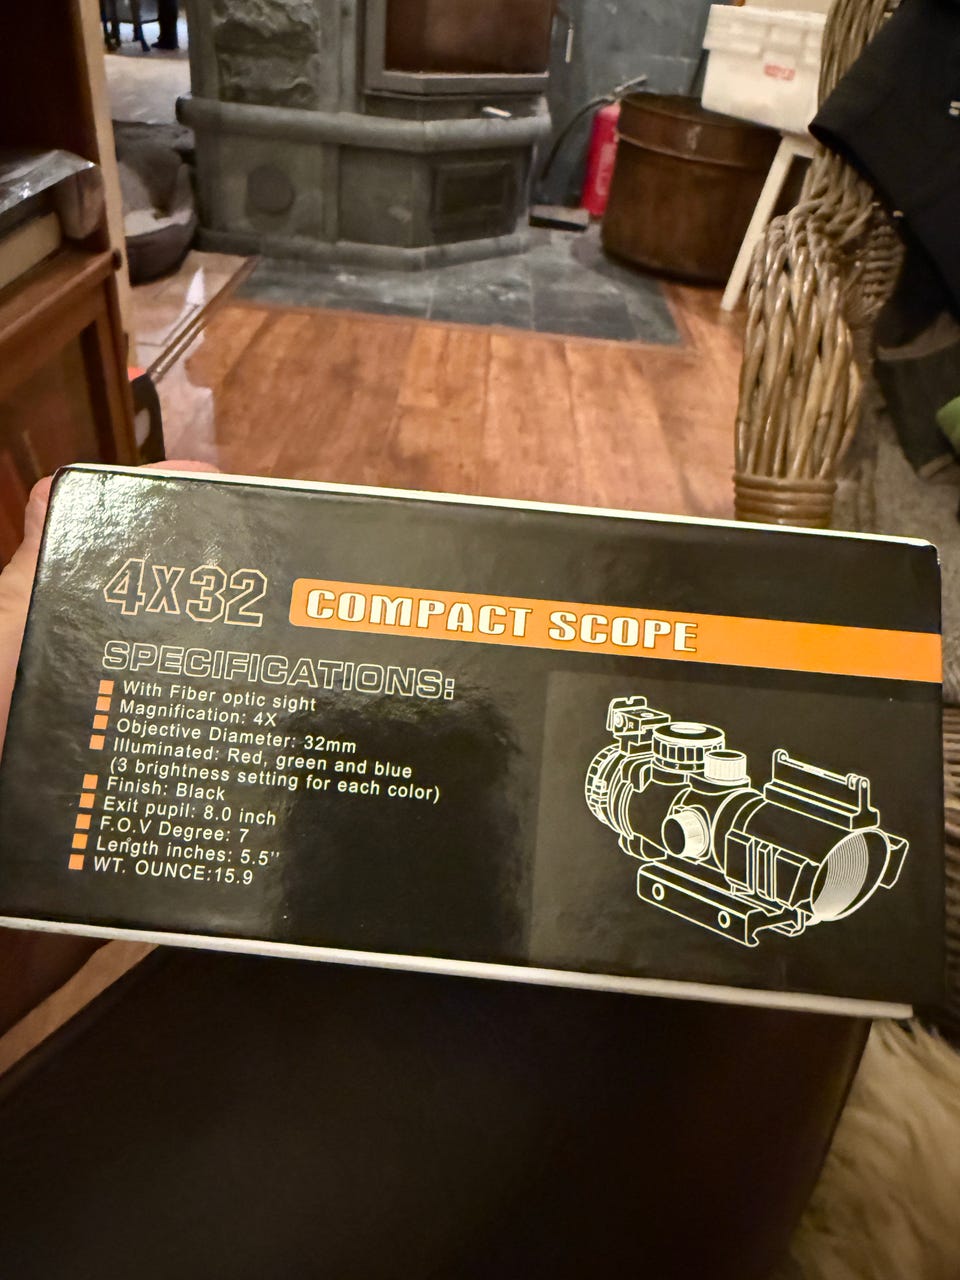 4X32
COMPACT SCOPE
SPECIFICATIONS:
With Fiber optic sight
Magnification: 4X
Objective Diameter: 32mm
Illuminated: Red, green and blue
(3 brightness setting for each color)
Finish: Black
Exit pupil: 8.0 inch
F.O.V Degree: 7
Length inches: 5.5''
WT. OUNCE:15.9
R